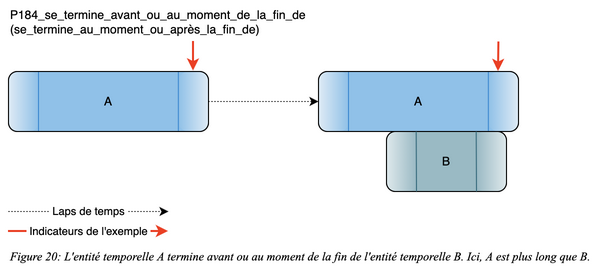 P184_se_termine_avant_ou_au_moment_de_la_fin_de
(se_termine_au_moment_ou_après_la_fin_de)
A
A
B
Laps de temps
Indicateurs de l'exemple
Figure 20: L'entité temporelle A termine avant ou au moment de la fin de l'entité temporelle B. Ici, A est plus long que B.